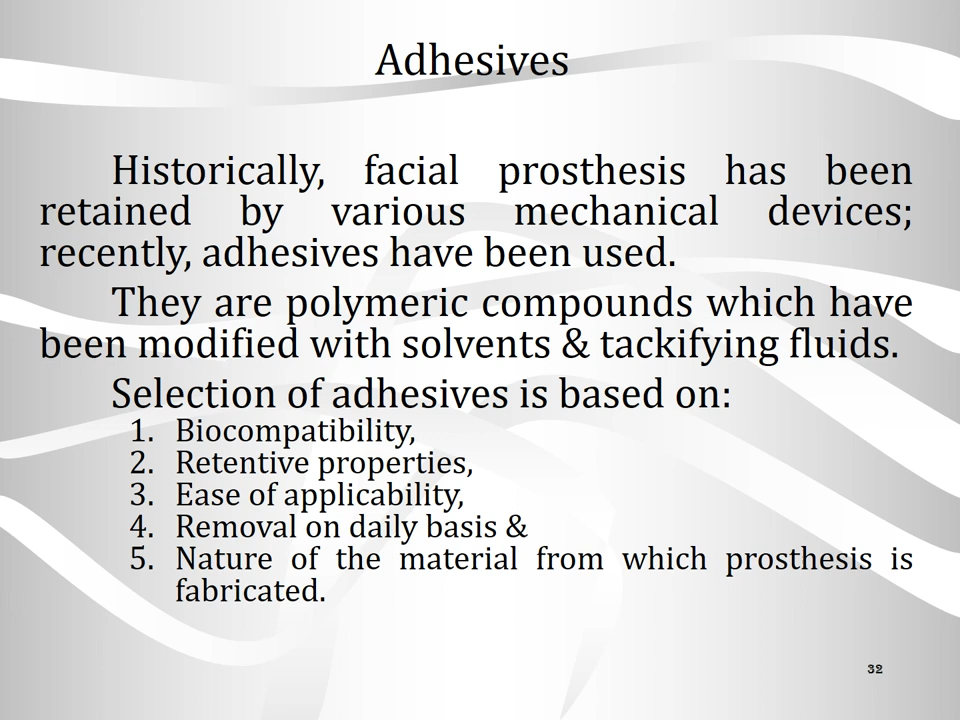 Adhesives
Historically, facial prosthesis has been
retained by various mechanical devices;
recently, adhesives have been used.
They are polymeric compounds which have
been modified with solvents & tackifying fluids.
Selection of adhesives is based on:
1. Biocompatibility,
2. Retentive properties,
3. Ease of applicability,
4. Removal on daily basis &
5. Nature of the material from which prosthesis is
fabricated.
32